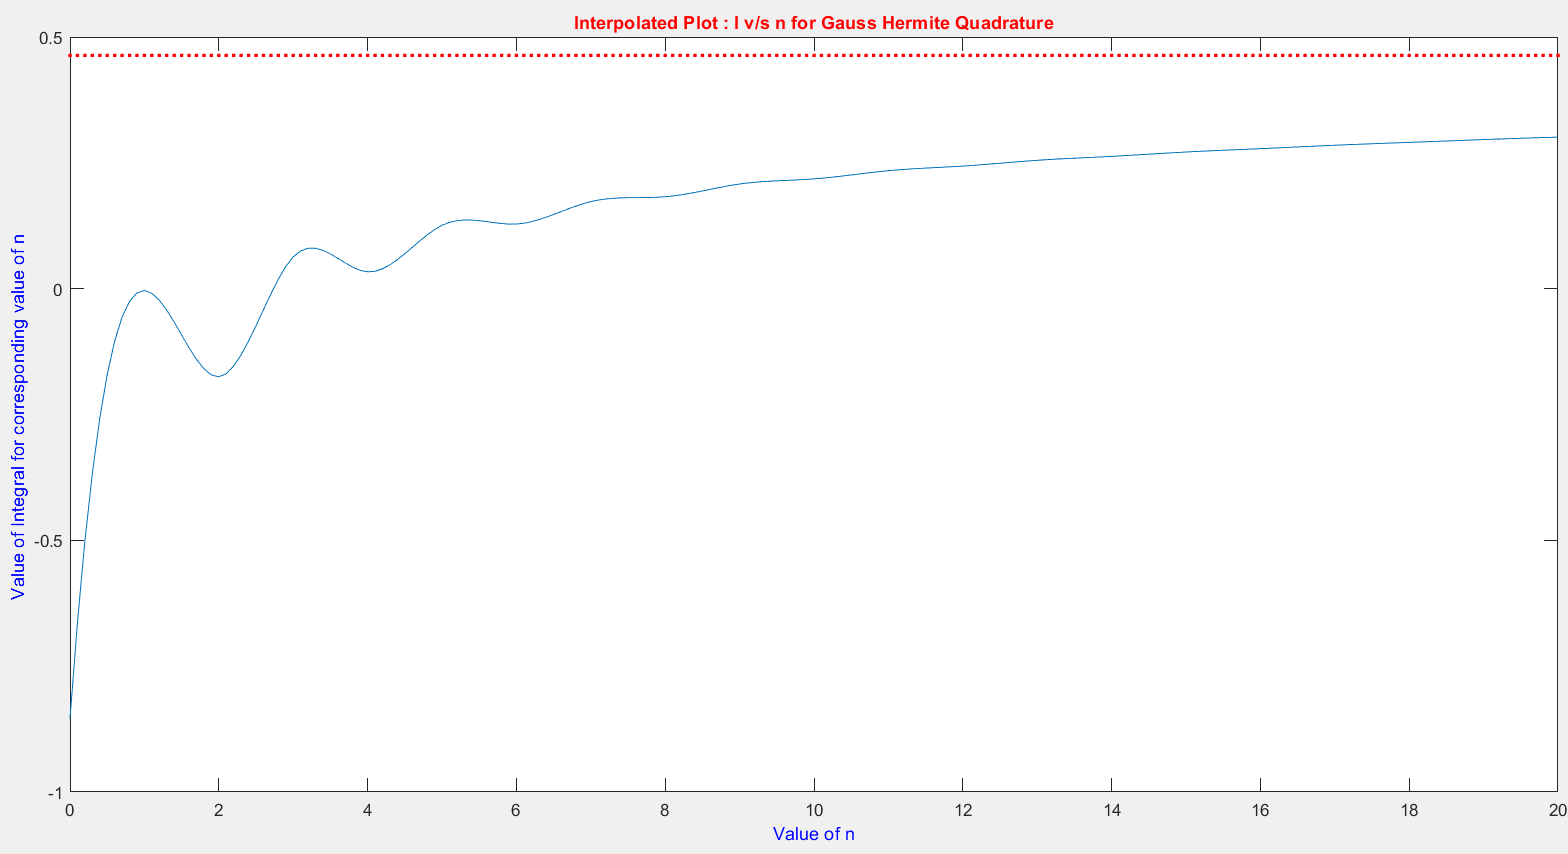 Interpolated Plot : I v/s n for Gauss Hermite Quadrature
0.5
0
-0.5
-1
Value of Integral for corresponding value of n
0 2 4 6 8 10 12 14 16 18 20
Value of n